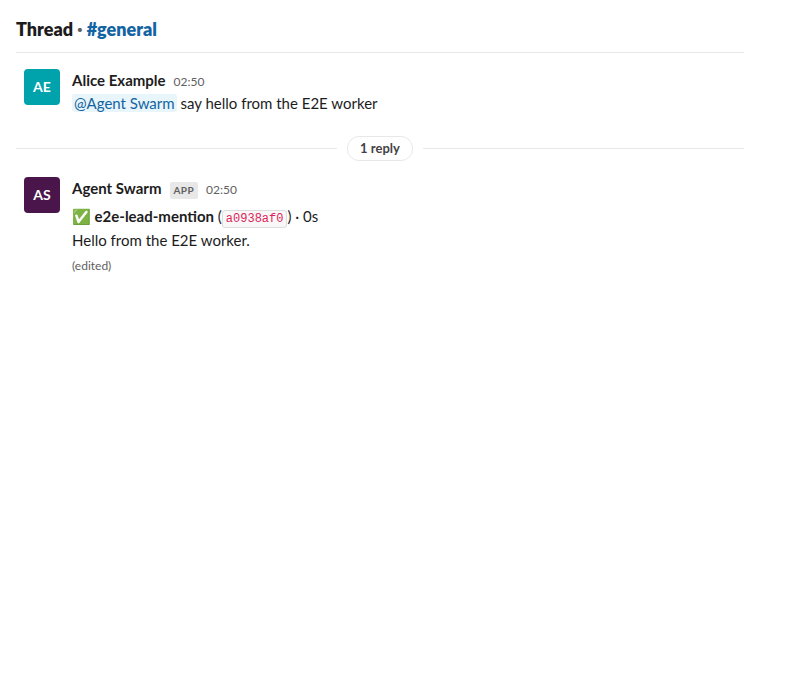 Thread • #general
AE
Alice Example 02:50
@Agent Swarm say hello from the E2E worker
1 reply
AS
Agent Swarm APP 02:50
✅ e2e-lead-mention (a0938af0) · 0s
Hello from the E2E worker.
(edited)